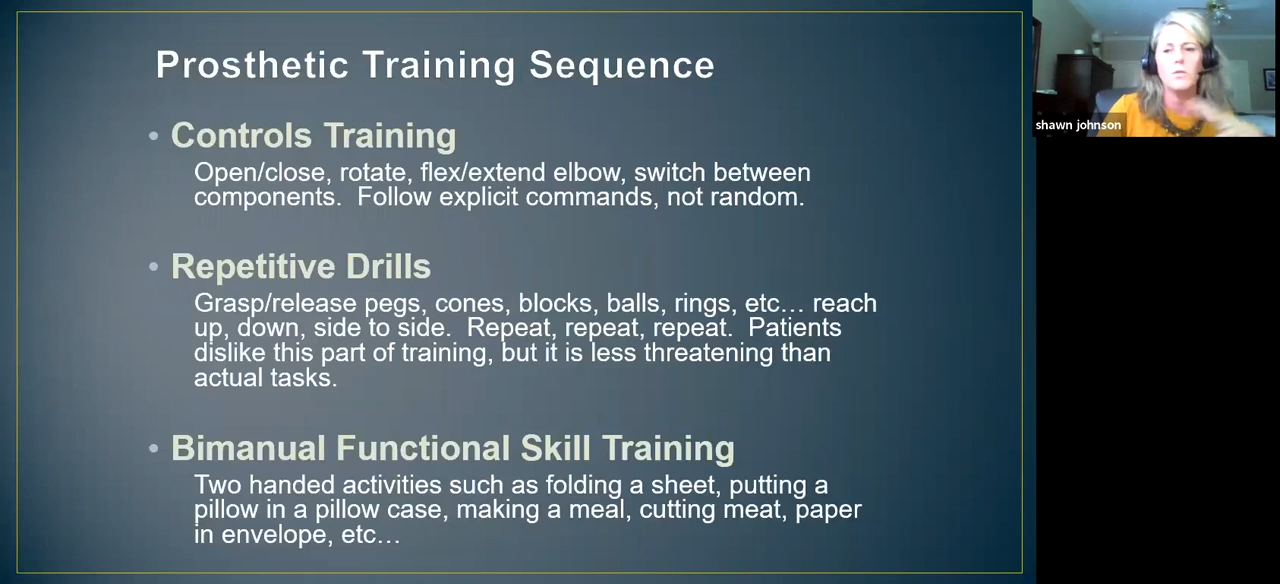 Prosthetic Training Sequence
• Controls Training
Open/close, rotate, flex/extend elbow, switch between
components.  Follow explicit commands, not random.
• Repetitive Drills
Grasp/release pegs, cones, blocks, balls, rings, etc… reach
up, down, side to side.  Repeat, repeat, repeat.  Patients
dislike this part of training, but it is less threatening than
actual tasks.
• Bimanual Functional Skill Training
Two handed activities such as folding a sheet, putting a
pillow in a pillow case, making a meal, cutting meat, paper
in envelope, etc…
shawn johnson